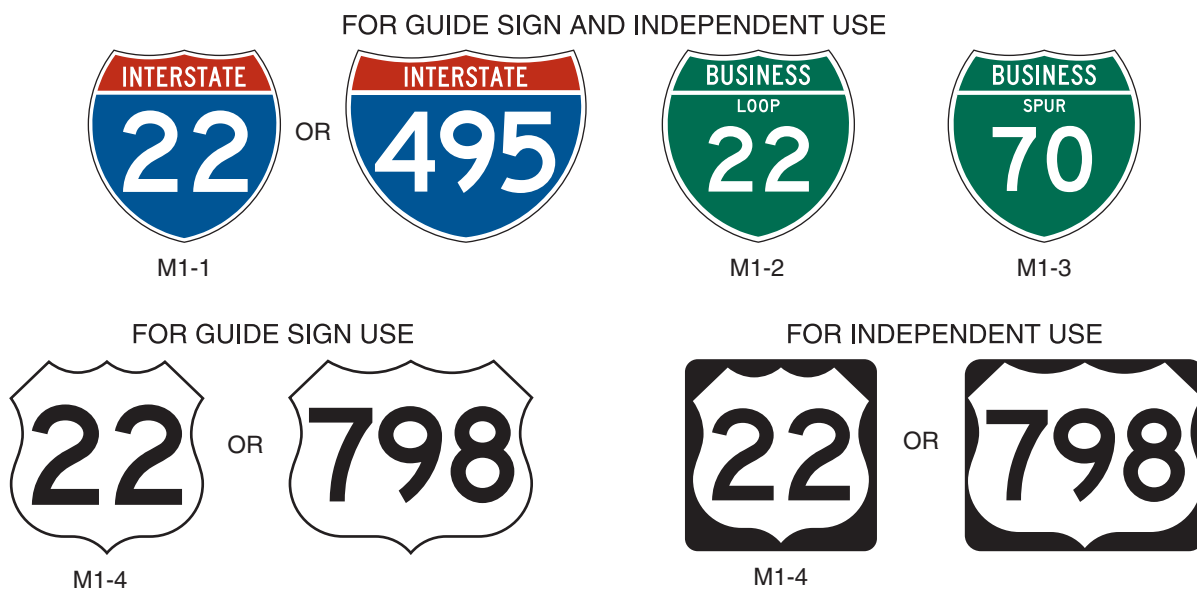 FOR GUIDE SIGN AND INDEPENDENT USE
INTERSTATE
22
OR
INTERSTATE
495
BUSINESS
LOOP
22
BUSINESS
SPUR
70
M1-1
M1-2
M1-3
FOR GUIDE SIGN USE
FOR INDEPENDENT USE
22
OR
798
22
OR
798
M1-4
M1-4